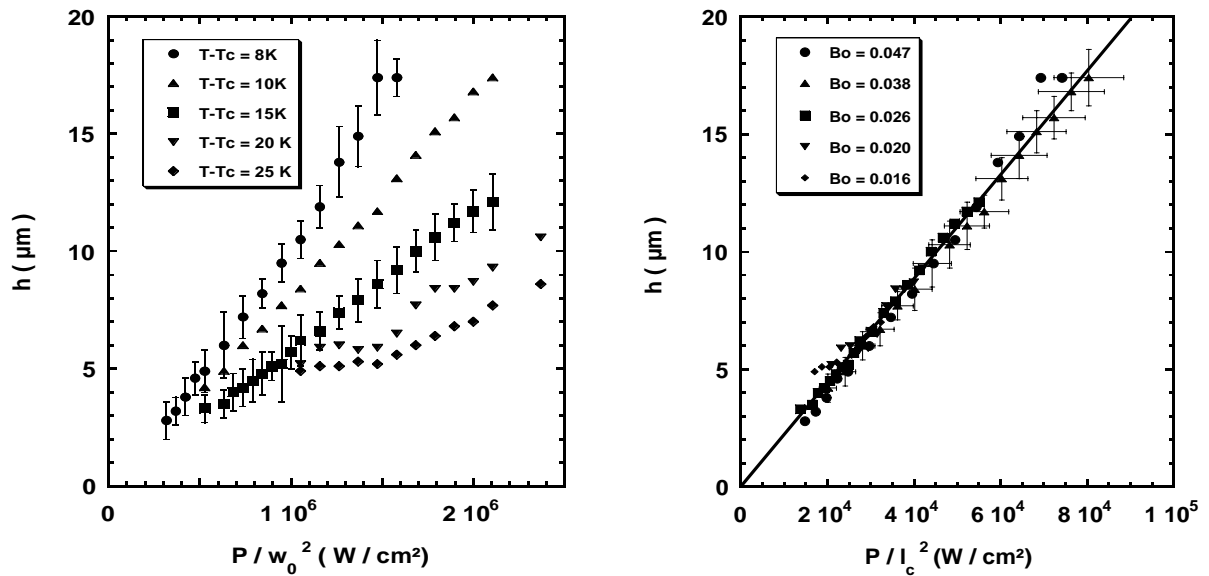 20
15
10
5
0
h ( µm)
T-Tc = 8K
T-Tc = 10K
T-Tc = 15K
T-Tc = 20 K
T-Tc = 25 K
0
1 10⁶
2 10⁶
P / w₀ ² ( W / cm²)
20
15
10
5
0
h ( µm)
Bo = 0.047
Bo = 0.038
Bo = 0.026
Bo = 0.020
Bo = 0.016
0
2 10⁴
4 10⁴
6 10⁴
8 10⁴
1 10⁵
P / l_c ² (W / cm²)